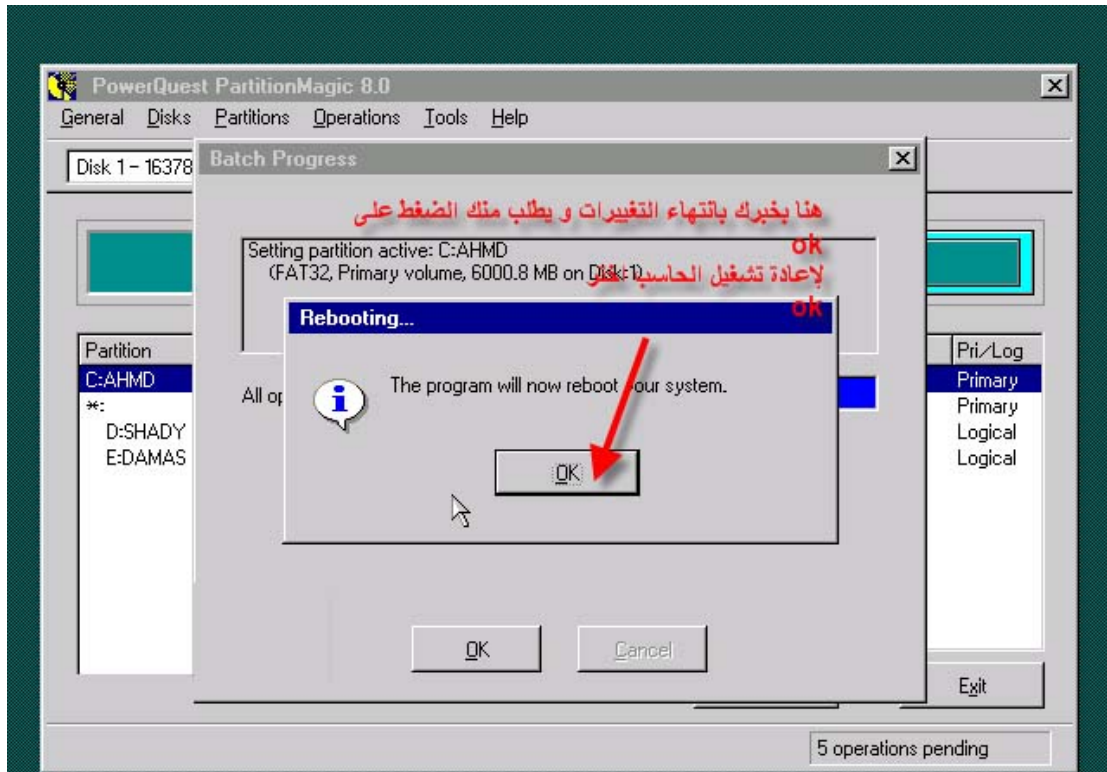 PowerQuest PartitionMagic 8.0
General Disks Partitions Operations Tools Help
Disk 1 - 16378
Batch Progress
هنا بخبرك بانتهاء التغييرات و يطلب منك الضغط على
ok
Setting partition active: C:AHMD
(FAT32, Primary volume, 6000.8 MB on Disk:1)
لإعادة تشغيل الحاسب
ok
Rebooting...
The program will now reboot your system.
OK
Partition Pri/Log
C:AHMD Primary
*: Primary
D:SHADY Logical
E:DAMAS Logical
All op
OK Cancel
Exit
5 operations pending